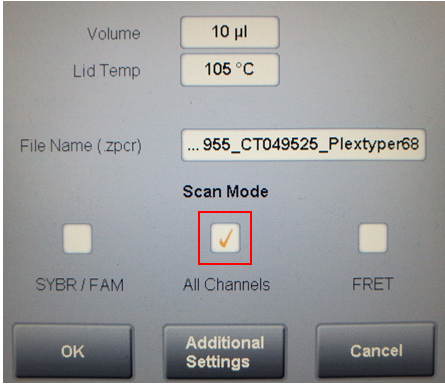 Volume 10 µl
Lid Temp 105 °C
File Name (.zpcr) ... 955_CT049525_Plextyper68
Scan Mode
SYBR / FAM All Channels FRET
OK Additional Settings Cancel